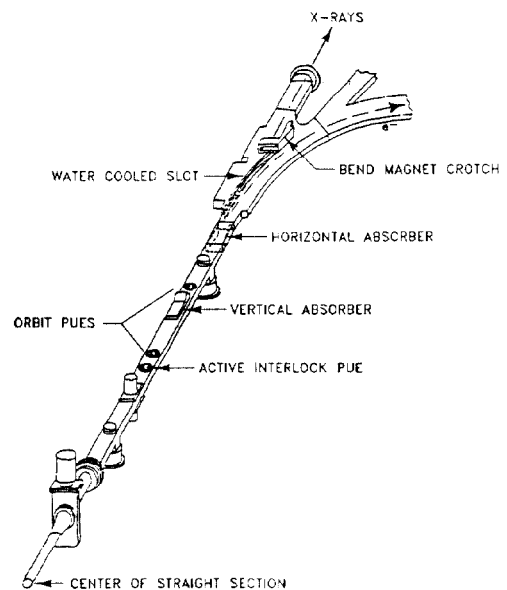 X-RAYS
WATER COOLED SLOT
BEND MAGNET CROTCH
e-
HORIZONTAL ABSORBER
ORBIT PUES
VERTICAL ABSORBER
ACTIVE INTERLOCK PUE
CENTER OF STRAIGHT SECTION